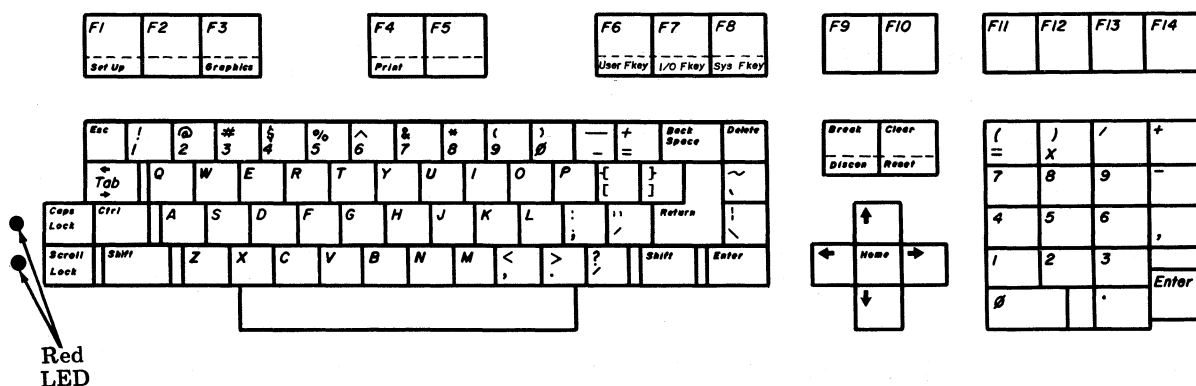 F1 F2 F3 F4 F5 F6 F7 F8 F9 F10 F11 F12 F13 F14
Set Up Graphics Print User Fkey I/O Fkey Sys Fkey
Esc ! @ # $ % ^ & * ( ) — + Back Space Delete
1 2 3 4 5 6 7 8 9 Ø - =
Break Clear
Discon Reset
( ) / +
= X
← Tab → Q W E R T Y U I O P { } ~
[ ] `
7 8 9 -
Caps Lock Ctrl A S D F G H J K L : " Return ¦
; ' \
↑
4 5 6 ,
Scroll Lock Shift Z X C V B N M < > ? Shift Enter
, . /
← Home →
1 2 3 Enter
↓
Ø .
Red
LED